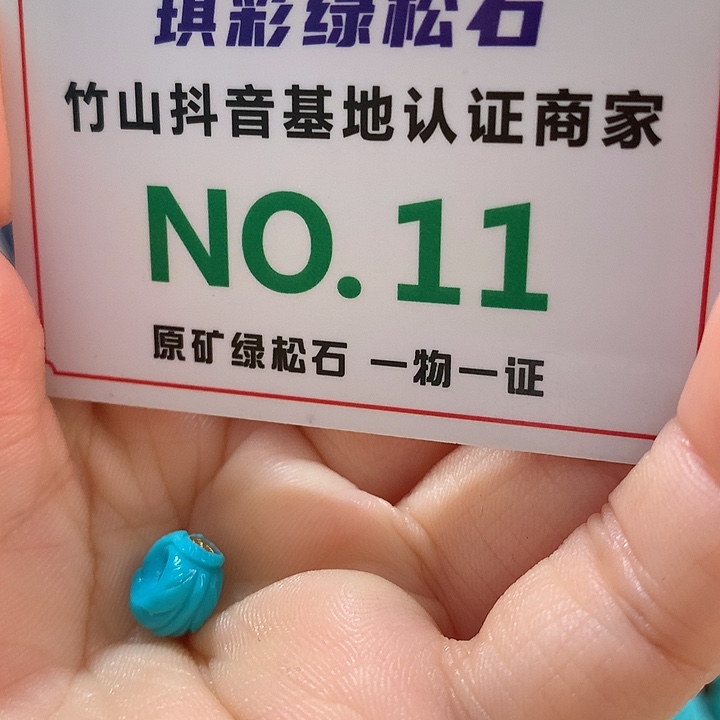 琪彩绿松石
竹山抖音基地认证商家
NO.11
原矿绿松石 一物一证